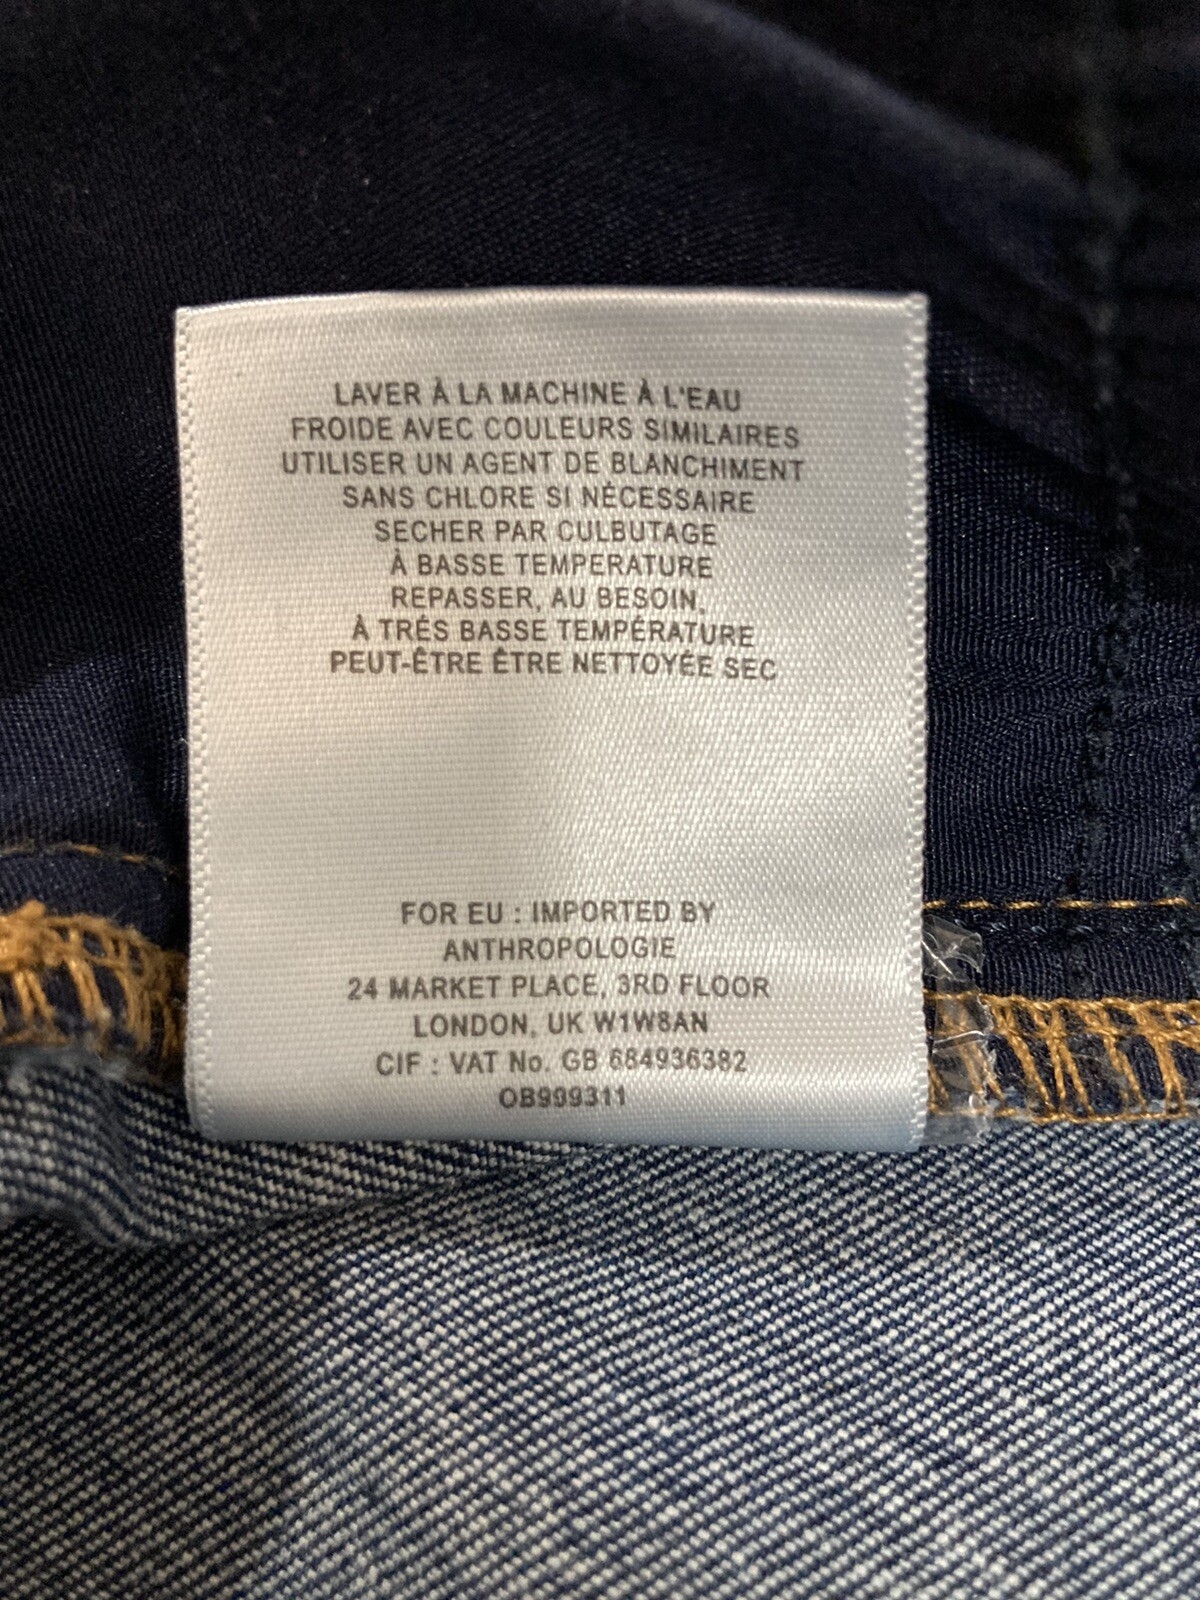 LAVER À LA MACHINE À L'EAU
FROIDE AVEC COULEURS SIMILAIRES
UTILISER UN AGENT DE BLANCHIMENT
SANS CHLORE SI NÉCESSAIRE
SECHER PAR CULBUTAGE
À BASSE TEMPERATURE
REPASSER, AU BESOIN,
À TRÉS BASSE TEMPÉRATURE
PEUT-ÊTRE ÊTRE NETTOYÉE SEC
FOR EU : IMPORTED BY
ANTHROPOLOGIE
24 MARKET PLACE, 3RD FLOOR
LONDON, UK W1W8AN
CIF : VAT No. GB 684936382
OB999311